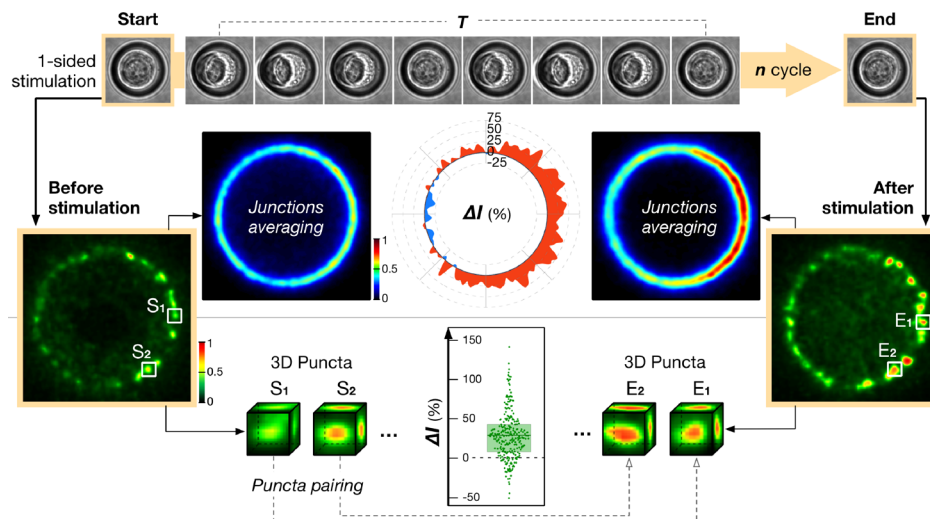 Start
T
End
1-sided
stimulation
n cycle
75
50
25
0
-25
Before
stimulation
Junctions
averaging
ΔI (%)
Junctions
averaging
After
stimulation
1
0.5
0
S1
S2
E1
E2
1
0.5
0
3D Puncta
S1
S2
...
ΔI (%)
150
100
50
0
-50
...
3D Puncta
E2
E1
Puncta pairing